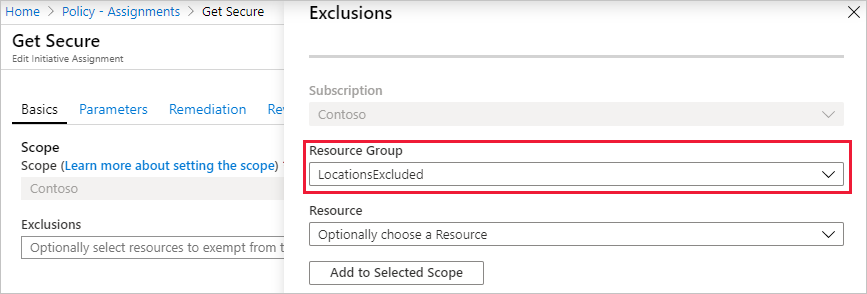 Home > Policy - Assignments > Get Secure
Get Secure
Edit Initiative Assignment
Basics Parameters Remediation Re
Scope
Scope (Learn more about setting the scope)
Contoso
Exclusions
Optionally select resources to exempt from t
Exclusions
Subscription
Contoso
Resource Group
LocationsExcluded
Resource
Optionally choose a Resource
Add to Selected Scope